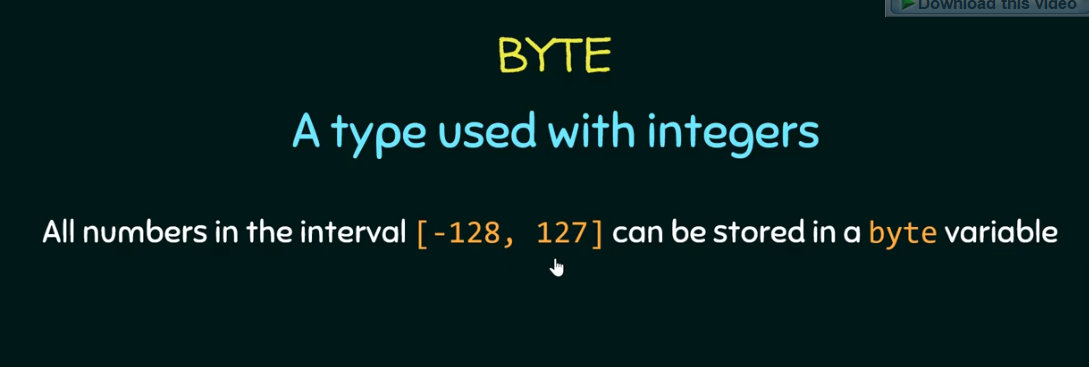 Download this video
BYTE
A type used with integers
All numbers in the interval [-128, 127] can be stored in a byte variable